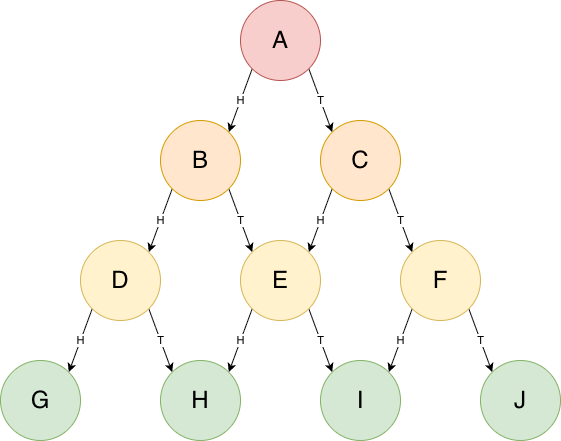 A
H T
B C
H T H T
D E F
H T H T H T
G H I J